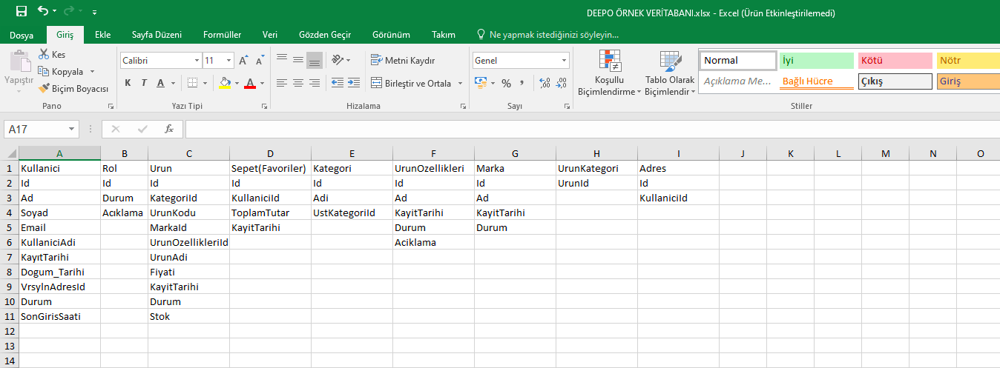 DEEPO ÖRNEK VERİTABANI.xlsx - Excel (Ürün Etkinleştirilemedi)
Dosya Giriş Ekle Sayfa Düzeni Formüller Veri Gözden Geçir Görünüm Takım Ne yapmak istediğinizi söyleyin...
Yapıştır
Kes
Kopyala
Biçim Boyacısı
Pano
Calibri 11 A A
K T A A
Yazı Tipi
Metni Kaydır
Birleştir ve Ortala
Hizalama
Genel
% ,
Sayı
Koşullu Biçimlendirme
Tablo Olarak Biçimlendir
Normal İyi Kötü Nötr
Açıklama Me... Bağlı Hücre Çıkış Giriş
Stiller
A17 fx
A B C D E F G H I J K L M N O
1 Kullanici Rol Urun Sepet(Favoriler) Kategori UrunOzellikleri Marka UrunKategori Adres
2 Id Id Id Id Id Id Id UrunId Id
3 Ad Durum KategoriId KullaniciId Adi Ad Ad KullaniciId
4 Soyad Acıklama UrunKodu ToplamTutar UstKategoriId KayitTarihi KayitTarihi
5 Email MarkaId KayitTarihi Durum Durum
6 KullaniciAdi UrunOzellikleriId Aciklama
7 KayıtTarihi UrunAdi
8 Dogum_Tarihi Fiyati
9 VrsylnAdresId KayitTarihi
10 Durum Durum
11 SonGirisSaati Stok
12
13
14